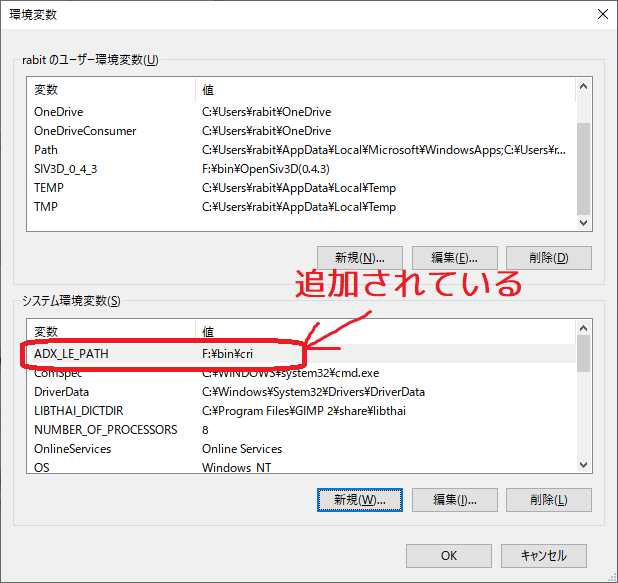 環境変数
rabit のユーザー環境変数(U)
変数 値
OneDrive C:¥Users¥rabit¥OneDrive
OneDriveConsumer C:¥Users¥rabit¥OneDrive
Path C:¥Users¥rabit¥AppData¥Local¥Microsoft¥WindowsApps;C:¥Users¥r...
SIV3D_0_4_3 F:¥bin¥OpenSiv3D(0.4.3)
TEMP C:¥Users¥rabit¥AppData¥Local¥Temp
TMP C:¥Users¥rabit¥AppData¥Local¥Temp
新規(N)... 編集(E)... 削除(D)
追加されている
システム環境変数(S)
変数 値
ADX_LE_PATH F:¥bin¥cri
ComSpec C:¥WINDOWS¥system32¥cmd.exe
DriverData C:¥Windows¥System32¥Drivers¥DriverData
LIBTHAI_DICTDIR C:¥Program Files¥GIMP 2¥share¥libthai
NUMBER_OF_PROCESSORS 8
OnlineServices Online Services
OS Windows_NT
新規(W)... 編集(I)... 削除(L)
OK キャンセル